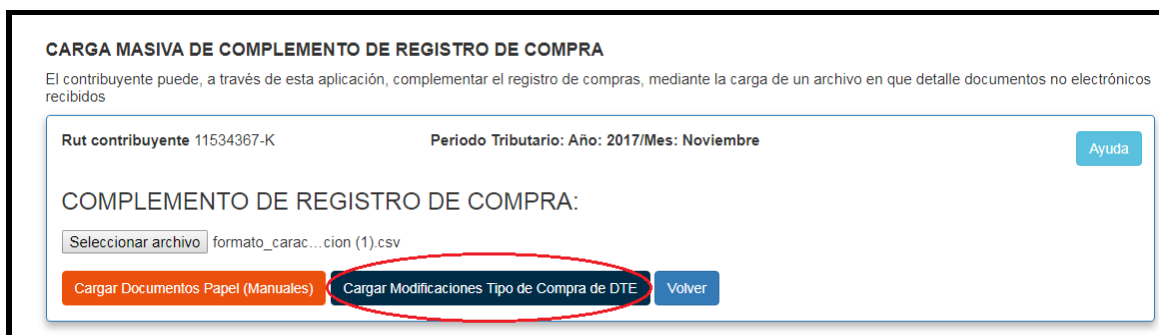 CARGA MASIVA DE COMPLEMENTO DE REGISTRO DE COMPRA
El contribuyente puede, a través de esta aplicación, complementar el registro de compras, mediante la carga de un archivo en que detalle documentos no electrónicos
recibidos
Rut contribuyente 11534367-K Periodo Tributario: Año: 2017/Mes: Noviembre
Ayuda
COMPLEMENTO DE REGISTRO DE COMPRA:
Seleccionar archivo formato_carac…cion (1).csv
Cargar Documentos Papel (Manuales) Cargar Modificaciones Tipo de Compra de DTE Volver